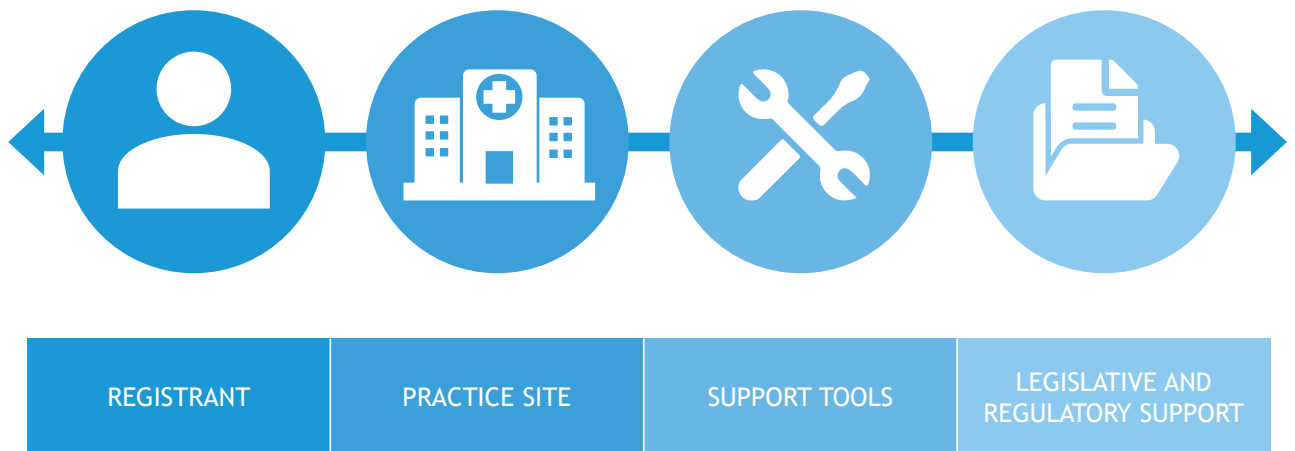 REGISTRANT
PRACTICE SITE
SUPPORT TOOLS
LEGISLATIVE AND
REGULATORY SUPPORT